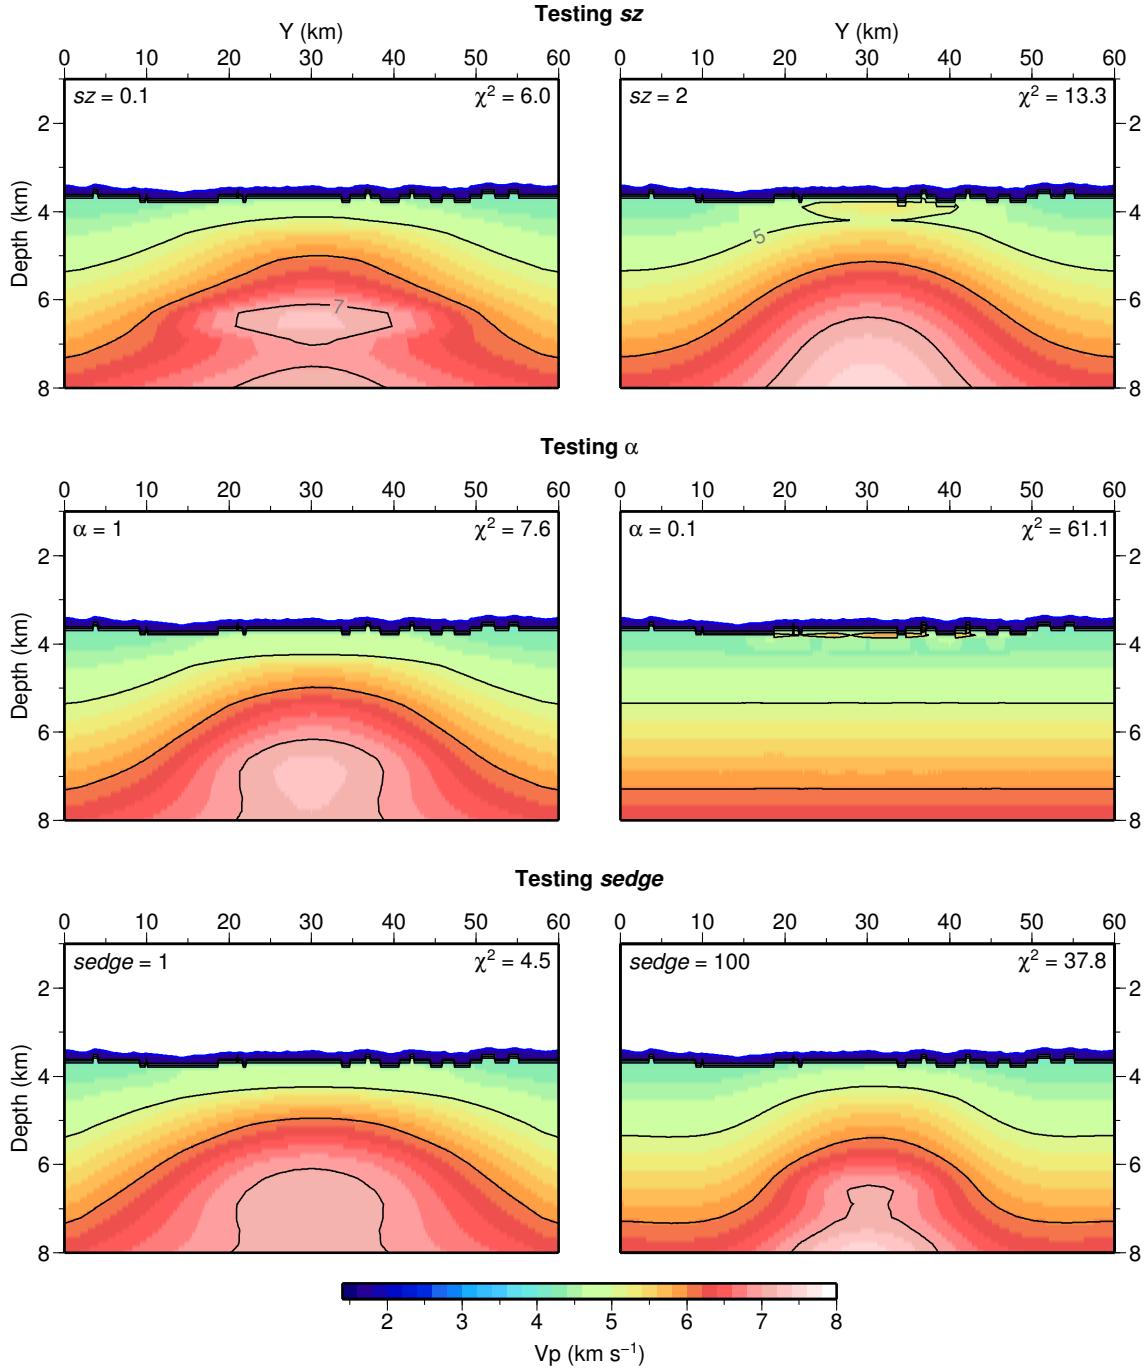 Testing sz
Y (km) Y (km)
0 10 20 30 40 50 60 0 10 20 30 40 50 60
sz = 0.1 χ² = 6.0 sz = 2 χ² = 13.3
2 2
4 4
5
Depth (km)
6 6
7
8 8
Testing α
0 10 20 30 40 50 60 0 10 20 30 40 50 60
α = 1 χ² = 7.6 α = 0.1 χ² = 61.1
2 2
4 4
Depth (km)
6 6
8 8
Testing sedge
0 10 20 30 40 50 60 0 10 20 30 40 50 60
sedge = 1 χ² = 4.5 sedge = 100 χ² = 37.8
2 2
4 4
Depth (km)
6 6
8 8
2 3 4 5 6 7 8
Vp (km s⁻¹)